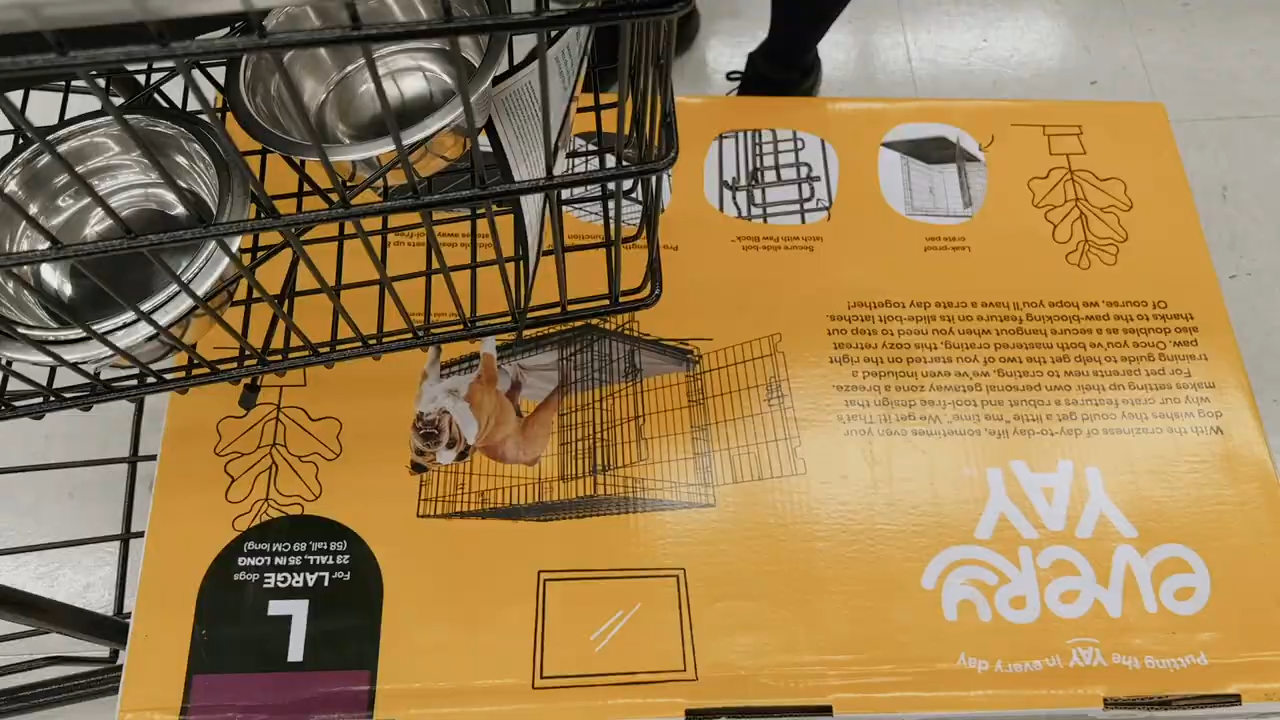 Putting the YAY in every day
every
YAY
With the craziness of day-to-day life, sometimes even your
dog wishes they could get a little "me time". We get it! That's
why our crate features a robust and tool-free design that
makes setting up their own personal getaway zone a breeze.
For pet parents new to crating, we've even included a
training guide to help get the two of you started on the right
paw. Once you've both mastered crating, this cozy retreat
also doubles as a secure hangout when you need to step out
thanks to the paw-blocking feature on its slide-bolt latches.
Of course, we hope you'll have a crate day together!
L
For LARGE dogs
23 TALL, 35 IN LONG
(58 tall, 89 CM long)
Leak-proof
crate pan
Secure slide-bolt
latch with Paw Block™